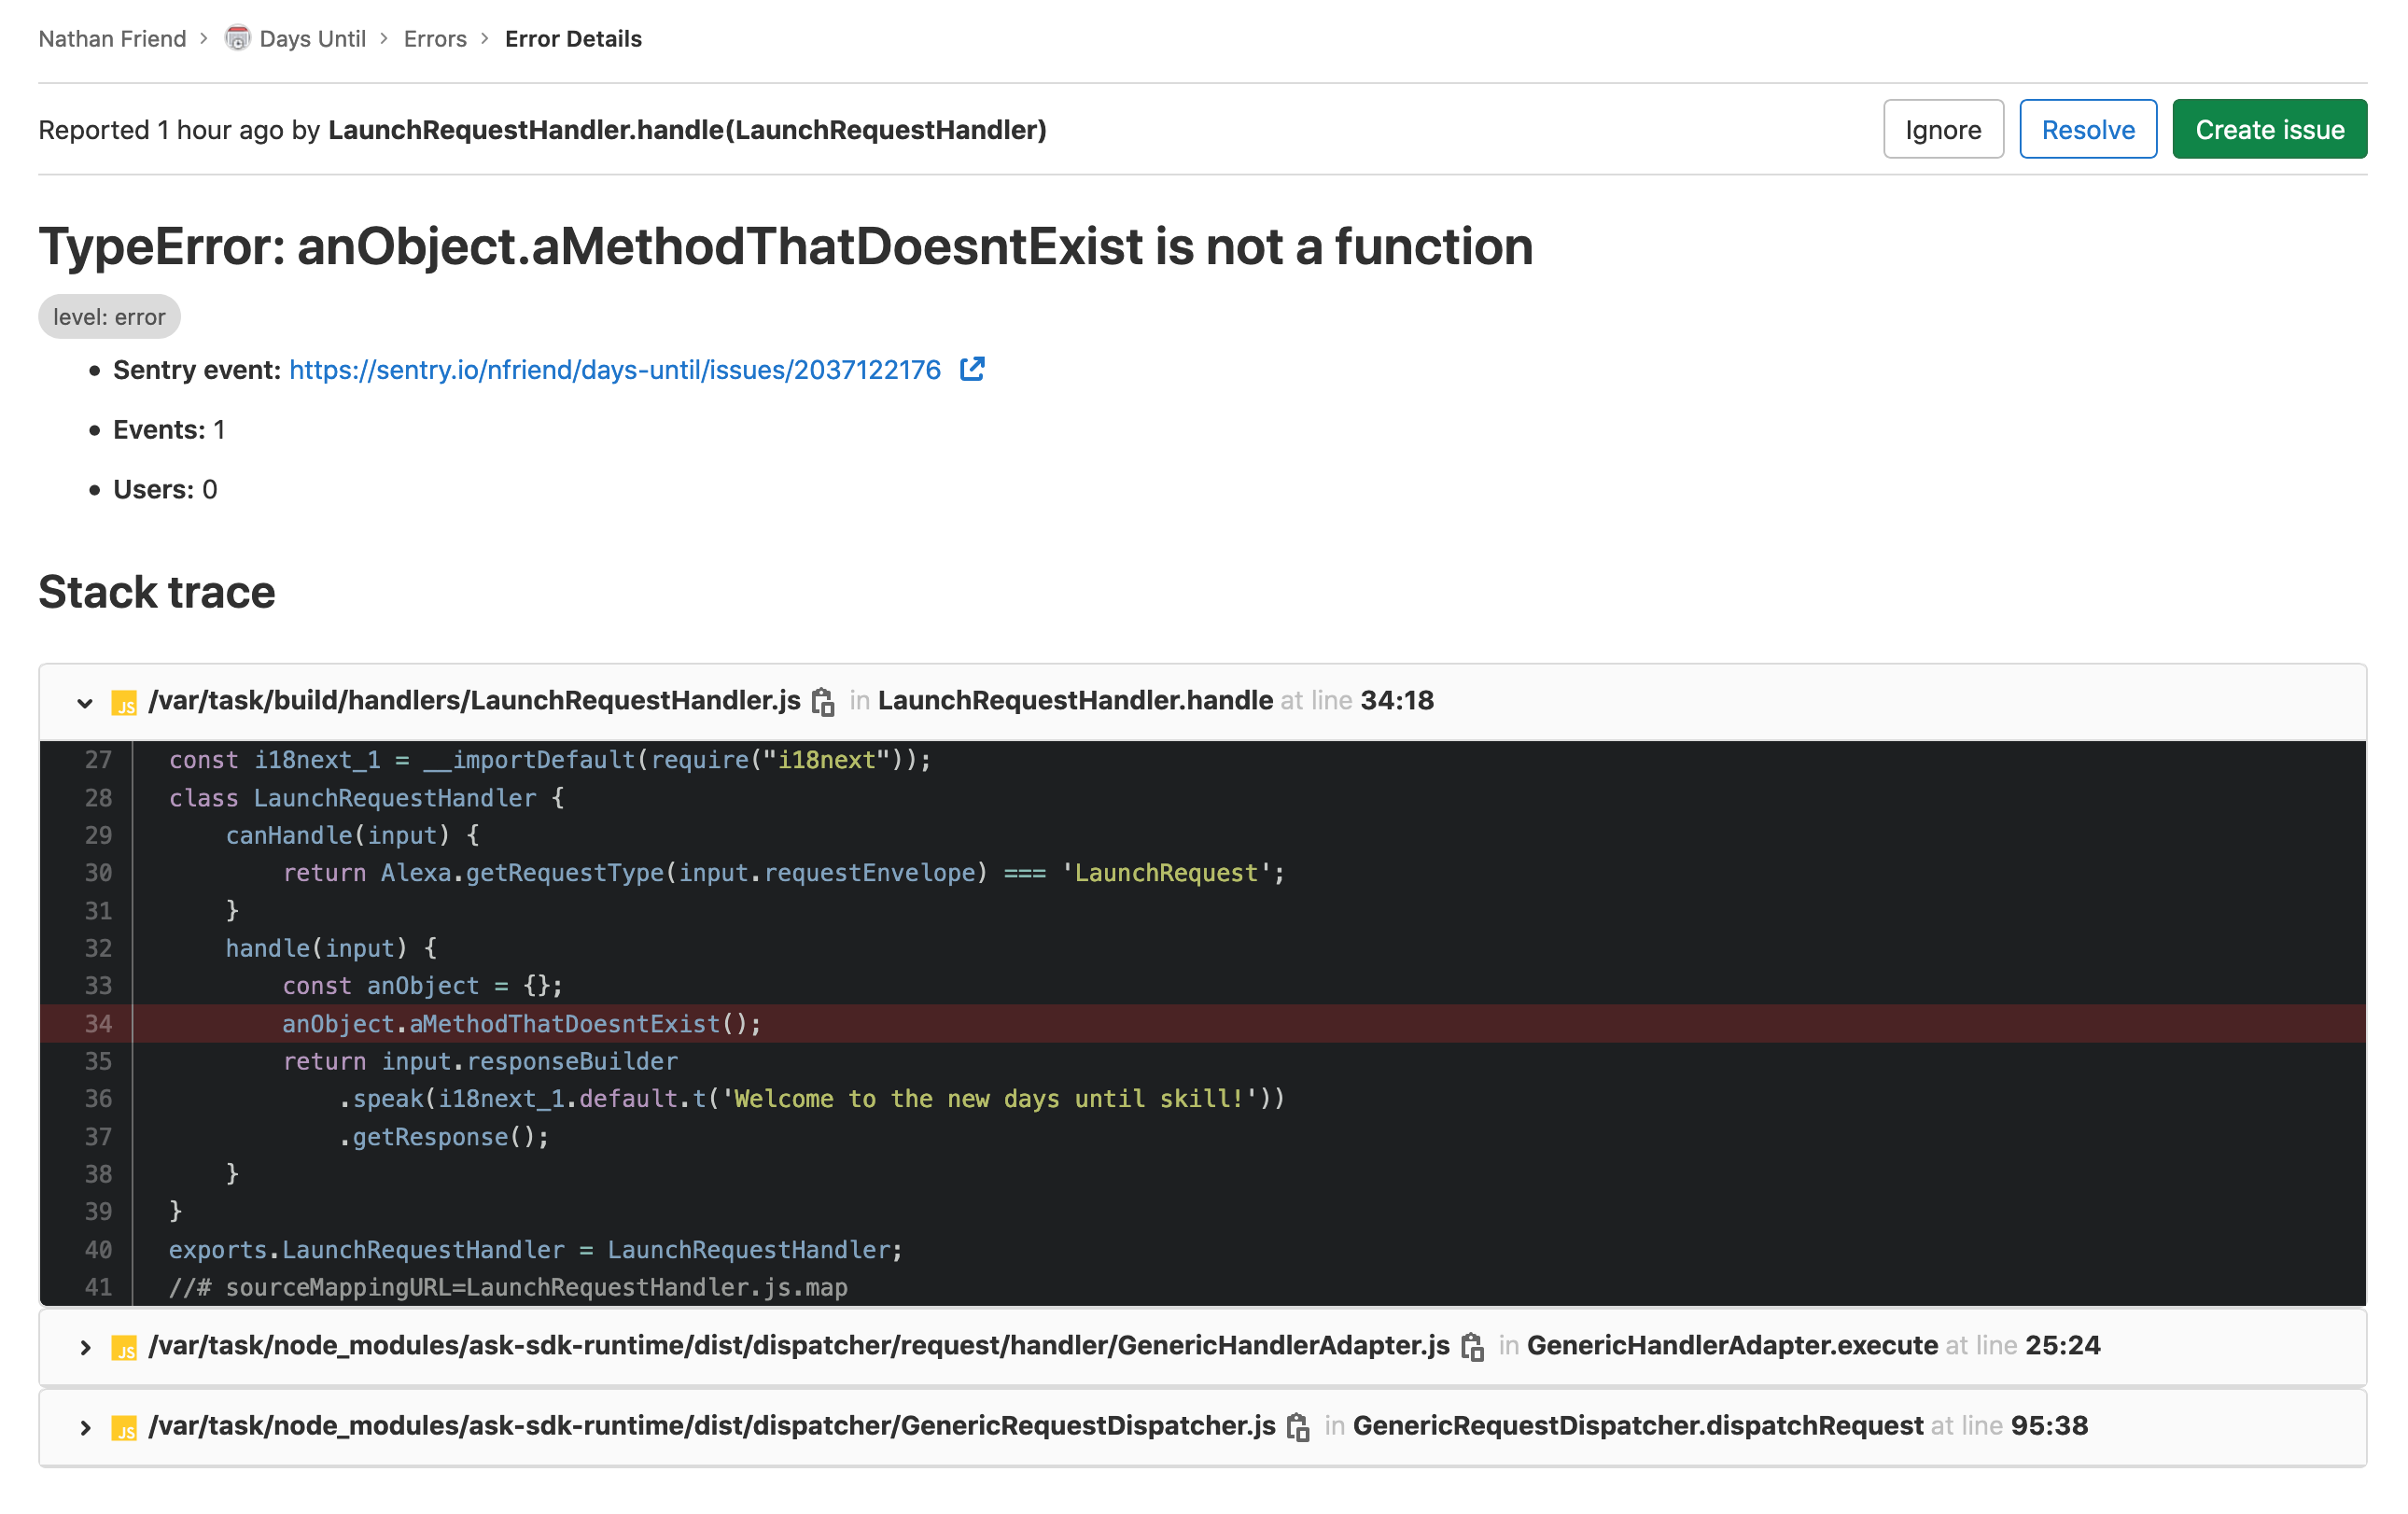 Nathan Friend > Days Until > Errors > Error Details
Reported 1 hour ago by LaunchRequestHandler.handle(LaunchRequestHandler)
Ignore
Resolve
Create issue
TypeError: anObject.aMethodThatDoesntExist is not a function
level: error
• Sentry event: https://sentry.io/nfriend/days-until/issues/2037122176
• Events: 1
• Users: 0
Stack trace
JS /var/task/build/handlers/LaunchRequestHandler.js in LaunchRequestHandler.handle at line 34:18
27 const i18next_1 = __importDefault(require("i18next"));
28 class LaunchRequestHandler {
29     canHandle(input) {
30         return Alexa.getRequestType(input.requestEnvelope) === 'LaunchRequest';
31     }
32     handle(input) {
33         const anObject = {};
34         anObject.aMethodThatDoesntExist();
35         return input.responseBuilder
36             .speak(i18next_1.default.t('Welcome to the new days until skill!'))
37             .getResponse();
38     }
39 }
40 exports.LaunchRequestHandler = LaunchRequestHandler;
41 //# sourceMappingURL=LaunchRequestHandler.js.map
JS /var/task/node_modules/ask-sdk-runtime/dist/dispatcher/request/handler/GenericHandlerAdapter.js in GenericHandlerAdapter.execute at line 25:24
JS /var/task/node_modules/ask-sdk-runtime/dist/dispatcher/GenericRequestDispatcher.js in GenericRequestDispatcher.dispatchRequest at line 95:38